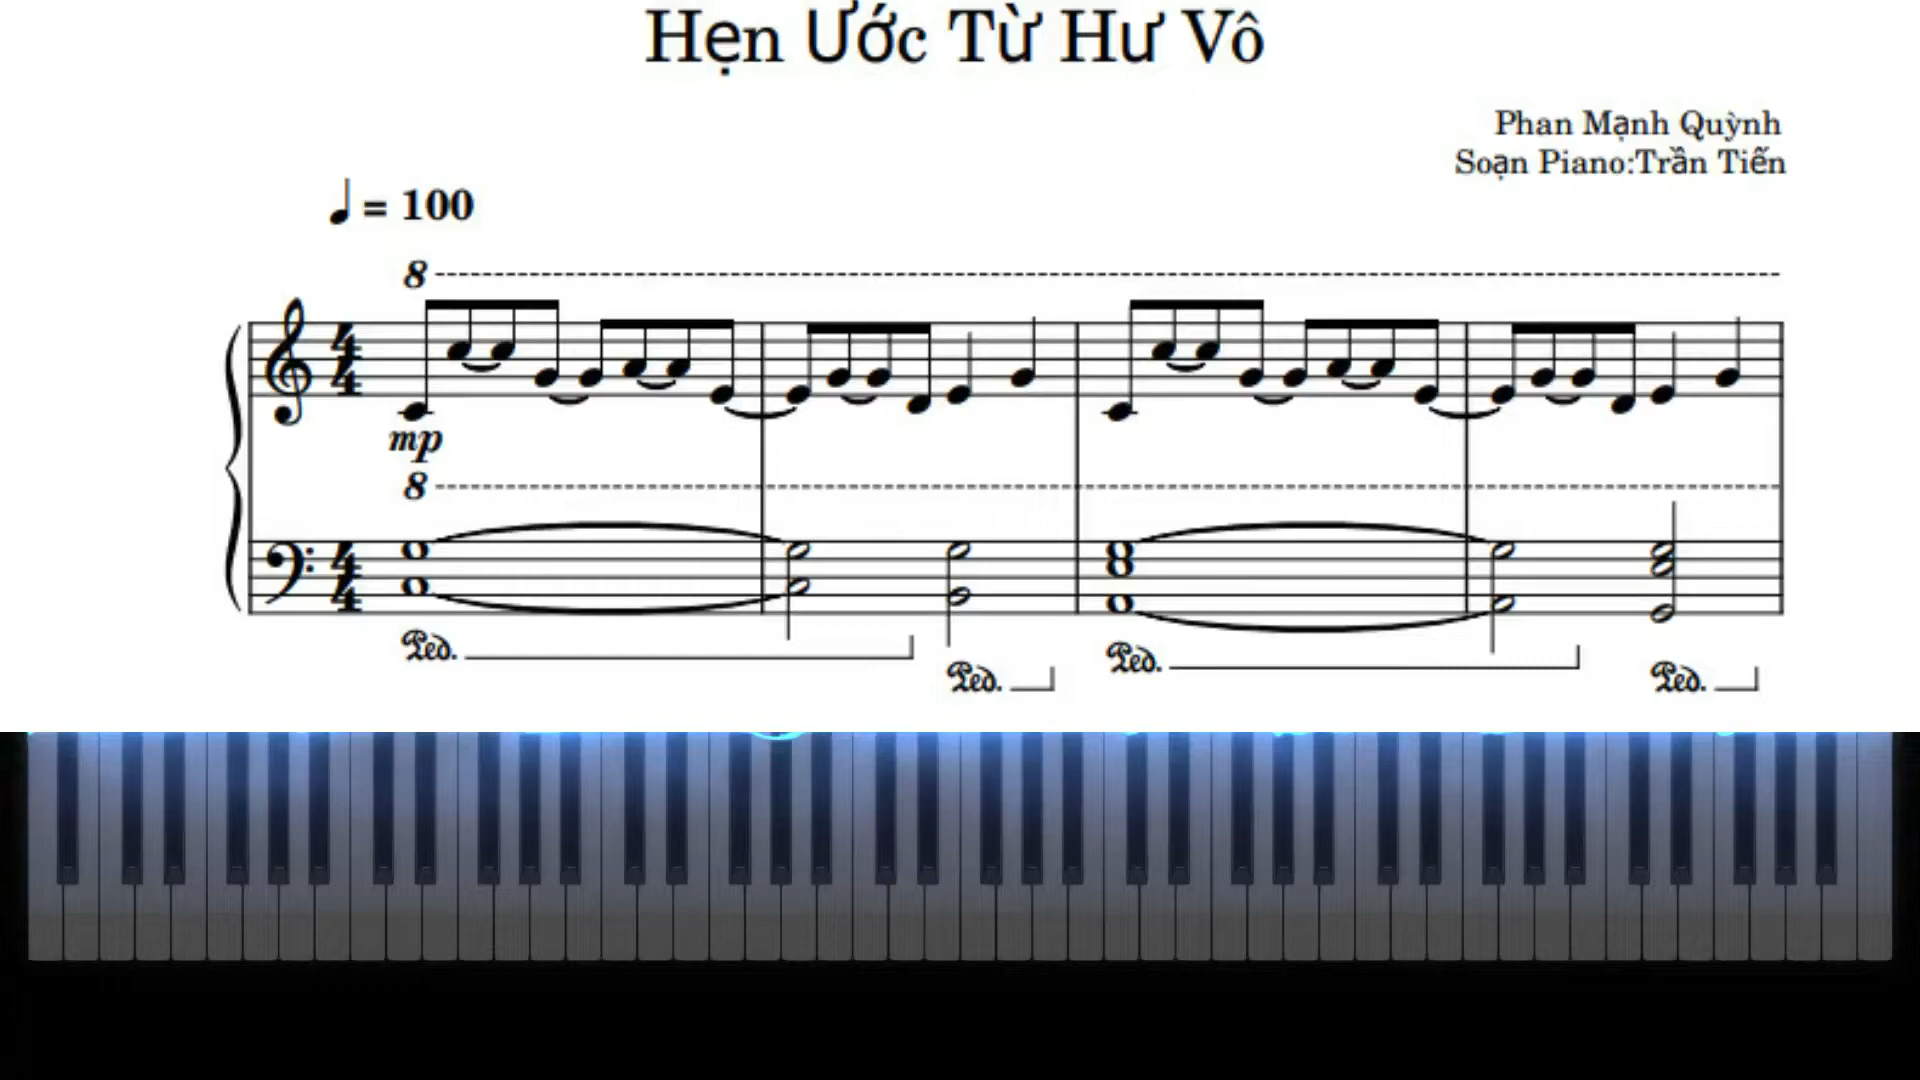 Hẹn Ước Từ Hư Vô
Phan Mạnh Quỳnh
Soạn Piano:Trần Tiến
♩ = 100
8
mp
8
Ped. Ped. Ped. Ped.